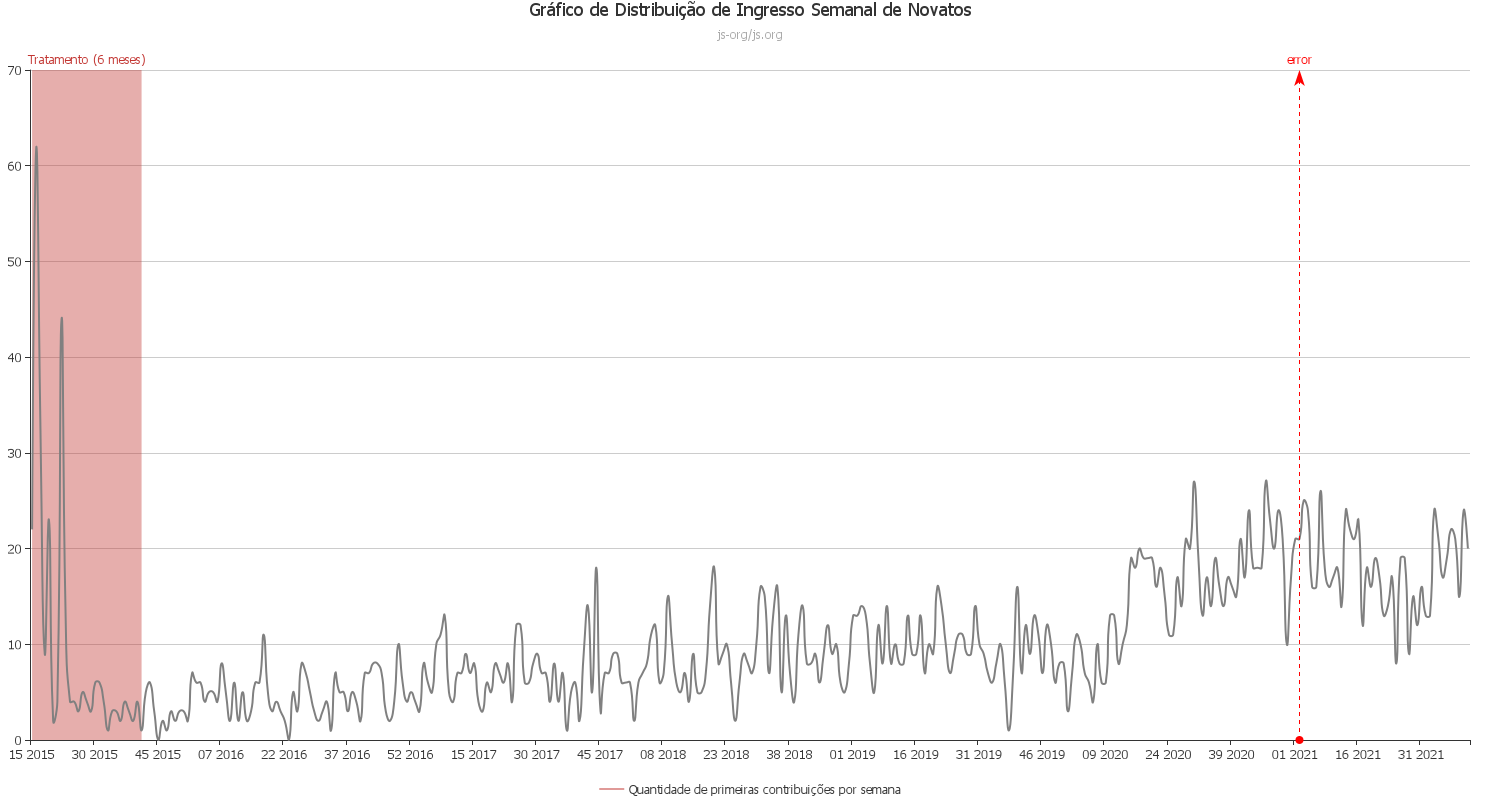 Gráfico de Distribuição de Ingresso Semanal de Novatos
js-org/js.org
Tratamento (6 meses)
error
70
60
50
40
30
20
10
0
15 2015 30 2015 45 2015 07 2016 22 2016 37 2016 52 2016 15 2017 30 2017 45 2017 08 2018 23 2018 38 2018 01 2019 16 2019 31 2019 46 2019 09 2020 24 2020 39 2020 01 2021 16 2021 31 2021
Quantidade de primeiras contribuições por semana